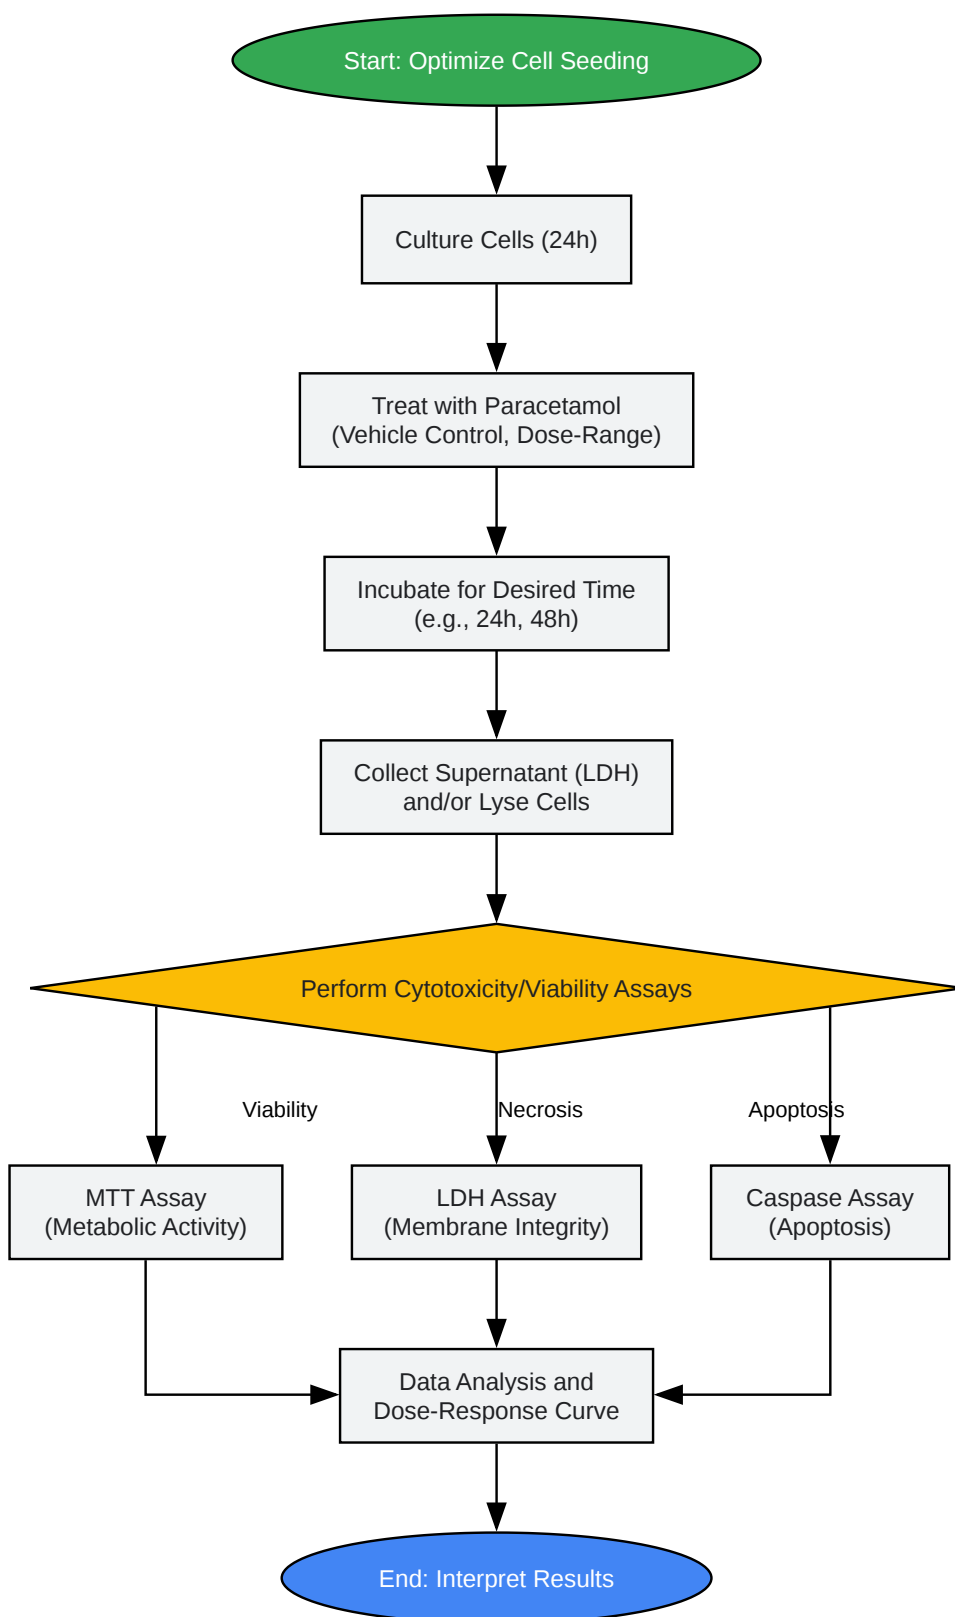 Start: Optimize Cell Seeding
Culture Cells (24h)
Treat with Paracetamol
(Vehicle Control, Dose-Range)
Incubate for Desired Time
(e.g., 24h, 48h)
Collect Supernatant (LDH)
and/or Lyse Cells
Perform Cytotoxicity/Viability Assays
Viability
Necrosis
Apoptosis
MTT Assay
(Metabolic Activity)
LDH Assay
(Membrane Integrity)
Caspase Assay
(Apoptosis)
Data Analysis and
Dose-Response Curve
End: Interpret Results